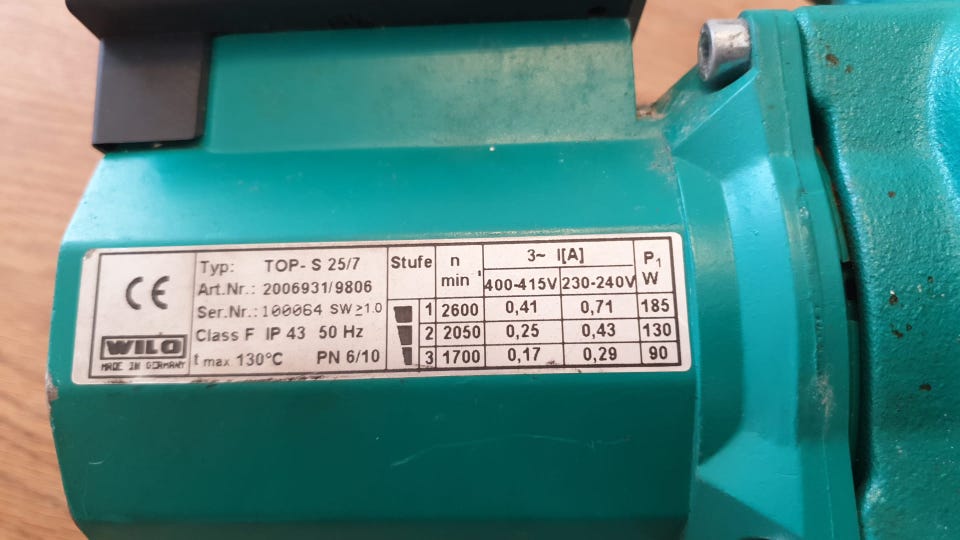 CE
WILO
MADE IN GERMANY
Typ: TOP- S 25/7
Art.Nr.: 2006931/9806
Ser.Nr.: 100064 SW ≥1.0
Class F IP 43 50 Hz
t max 130°C PN 6/10
Stufe n min⁻¹ 3~ I[A] P1 W
400-415V 230-240V
1 2600 0,41 0,71 185
2 2050 0,25 0,43 130
3 1700 0,17 0,29 90